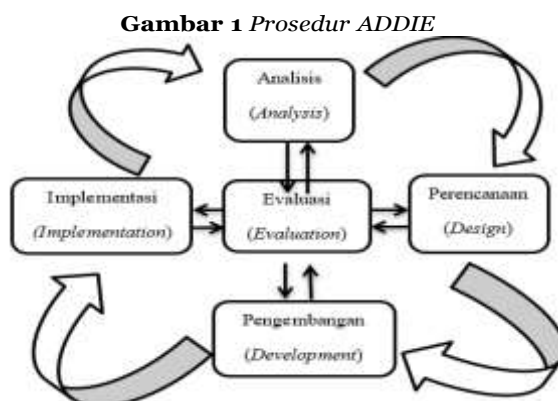 Gambar 1 Prosedur ADDIE
Analisis
(Analysis)
Implementasi
(Implementation)
Evaluasi
(Evaluation)
Perencanaan
(Design)
Pengembangan
(Development)